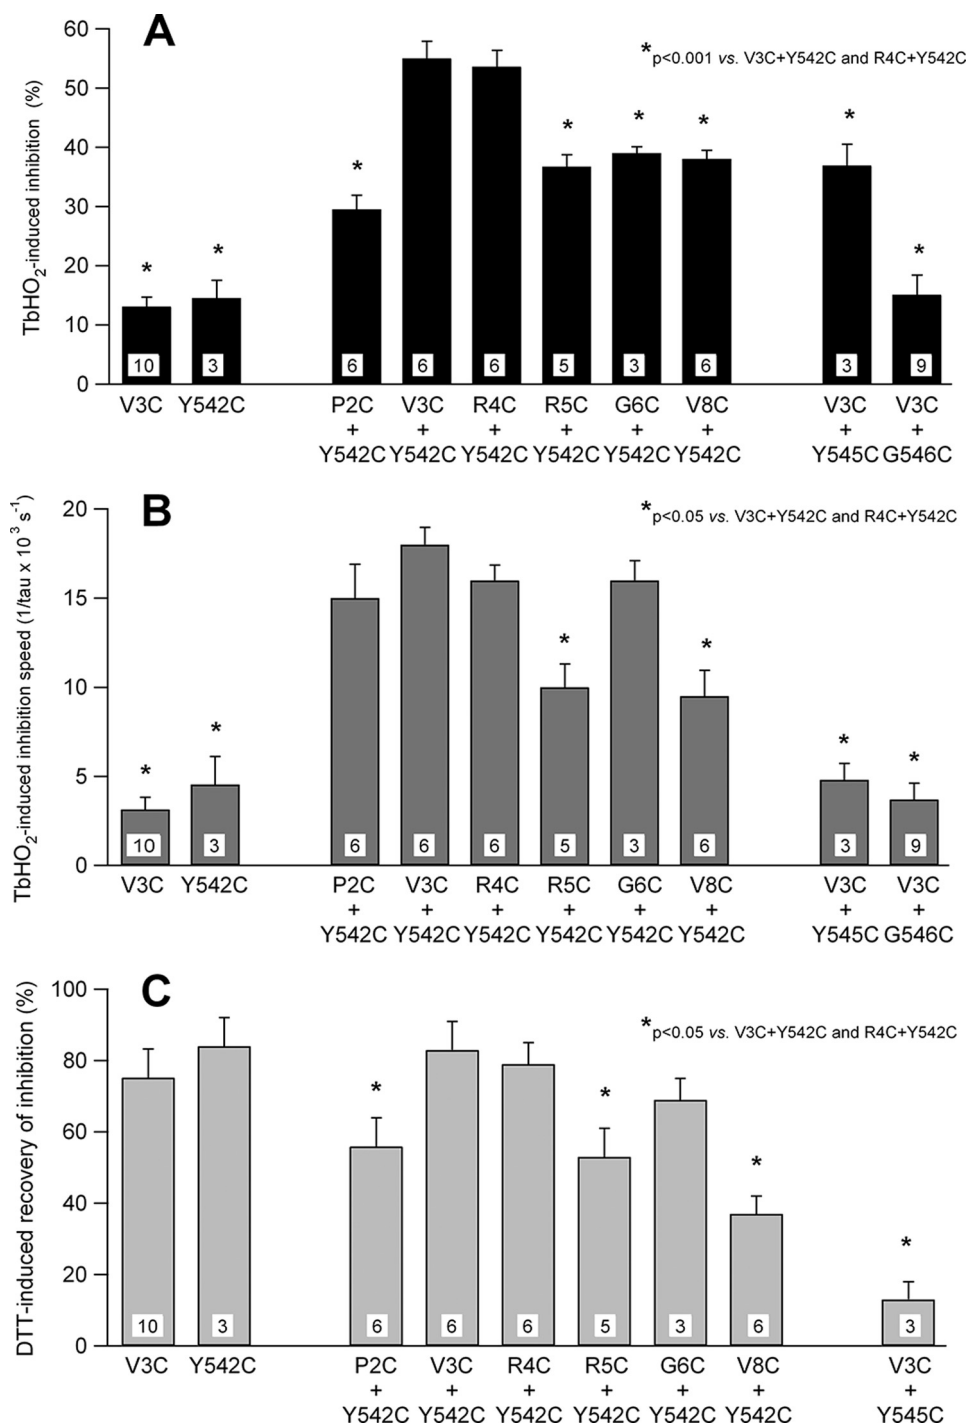 A
*p<0.001 vs. V3C+Y542C and R4C+Y542C
TbHO2-induced inhibition (%)
60
50
40
30
20
10
0
* * * * * * * *
10 3 6 6 6 5 3 6 3 9
V3C Y542C P2C V3C R4C R5C G6C V8C V3C V3C
+ + + + + + + +
Y542C Y542C Y542C Y542C Y542C Y542C Y545C G546C
B
*p<0.05 vs. V3C+Y542C and R4C+Y542C
TbHO2-induced inhibition speed (1/tau x 10-3 s-1)
20
15
10
5
0
* * * * * *
10 3 6 6 6 5 3 6 3 9
V3C Y542C P2C V3C R4C R5C G6C V8C V3C V3C
+ + + + + + + +
Y542C Y542C Y542C Y542C Y542C Y542C Y545C G546C
C
*p<0.05 vs. V3C+Y542C and R4C+Y542C
DTT-induced recovery of inhibition (%)
100
80
60
40
20
0
* * * *
10 3 6 6 6 5 3 6 3
V3C Y542C P2C V3C R4C R5C G6C V8C V3C
+ + + + + + +
Y542C Y542C Y542C Y542C Y542C Y542C Y545C